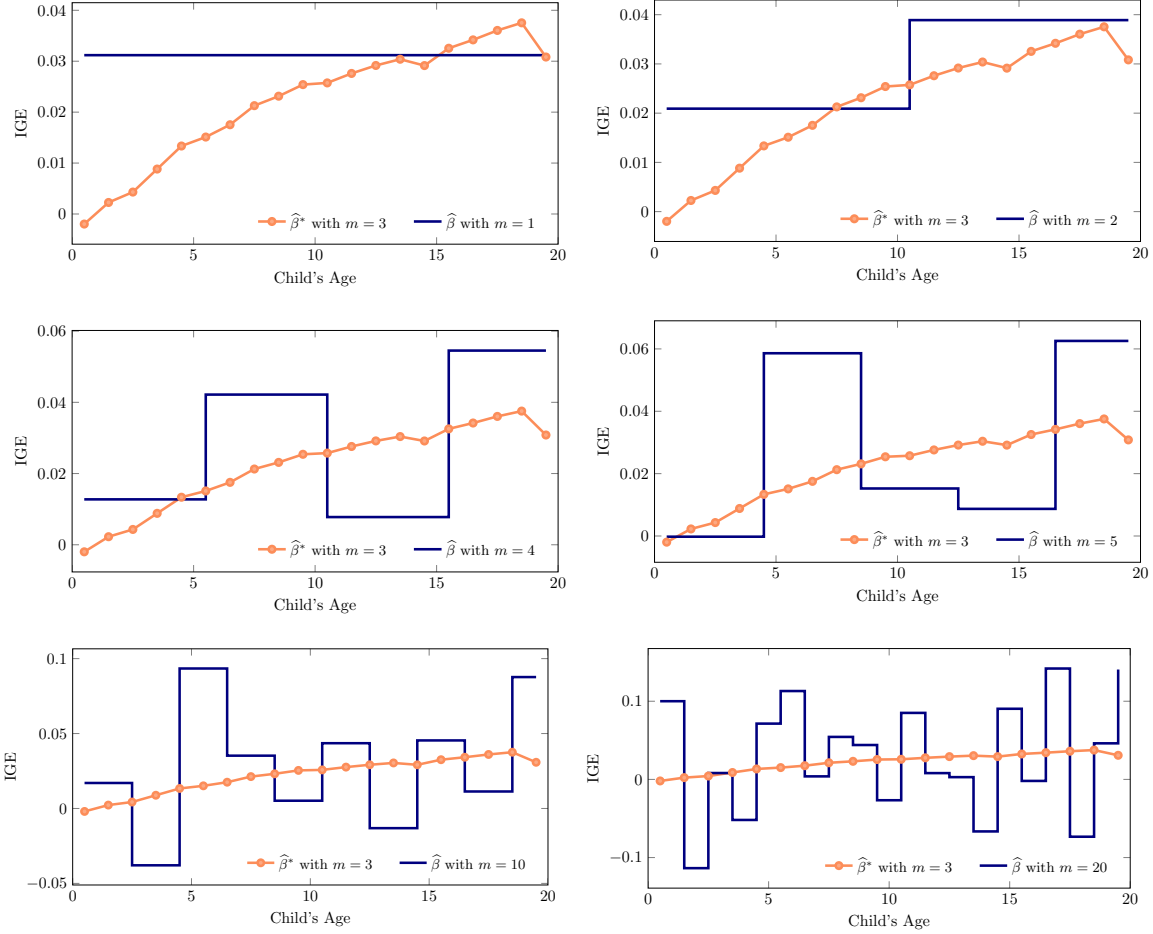 0.04
0.03
0.02
0.01
0
IGE
β̂* with m = 3
β̂ with m = 1
0 5 10 15 20
Child's Age
0.04
0.03
0.02
0.01
0
IGE
β̂* with m = 3
β̂ with m = 2
0 5 10 15 20
Child's Age
0.06
0.04
0.02
0
IGE
β̂* with m = 3
β̂ with m = 4
0 5 10 15 20
Child's Age
0.06
0.04
0.02
0
IGE
β̂* with m = 3
β̂ with m = 5
0 5 10 15 20
Child's Age
0.1
0.05
0
−0.05
IGE
β̂* with m = 3
β̂ with m = 10
0 5 10 15 20
Child's Age
0.1
0
−0.1
IGE
β̂* with m = 3
β̂ with m = 20
0 5 10 15 20
Child's Age